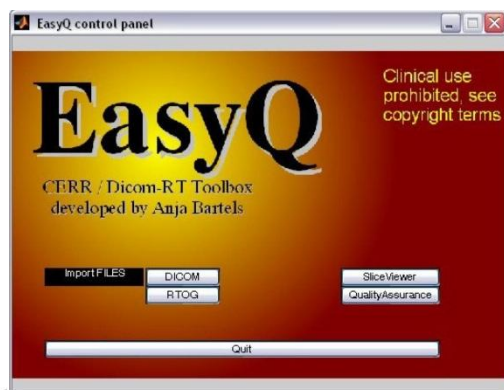 EasyQ control panel
Clinical use
prohibited, see
copyright terms
EasyQ
CERR / Dicom-RT Toolbox
developed by Anja Bartels
Import FILES
DICOM
RTOG
SliceViewer
QualityAssurance
Quit